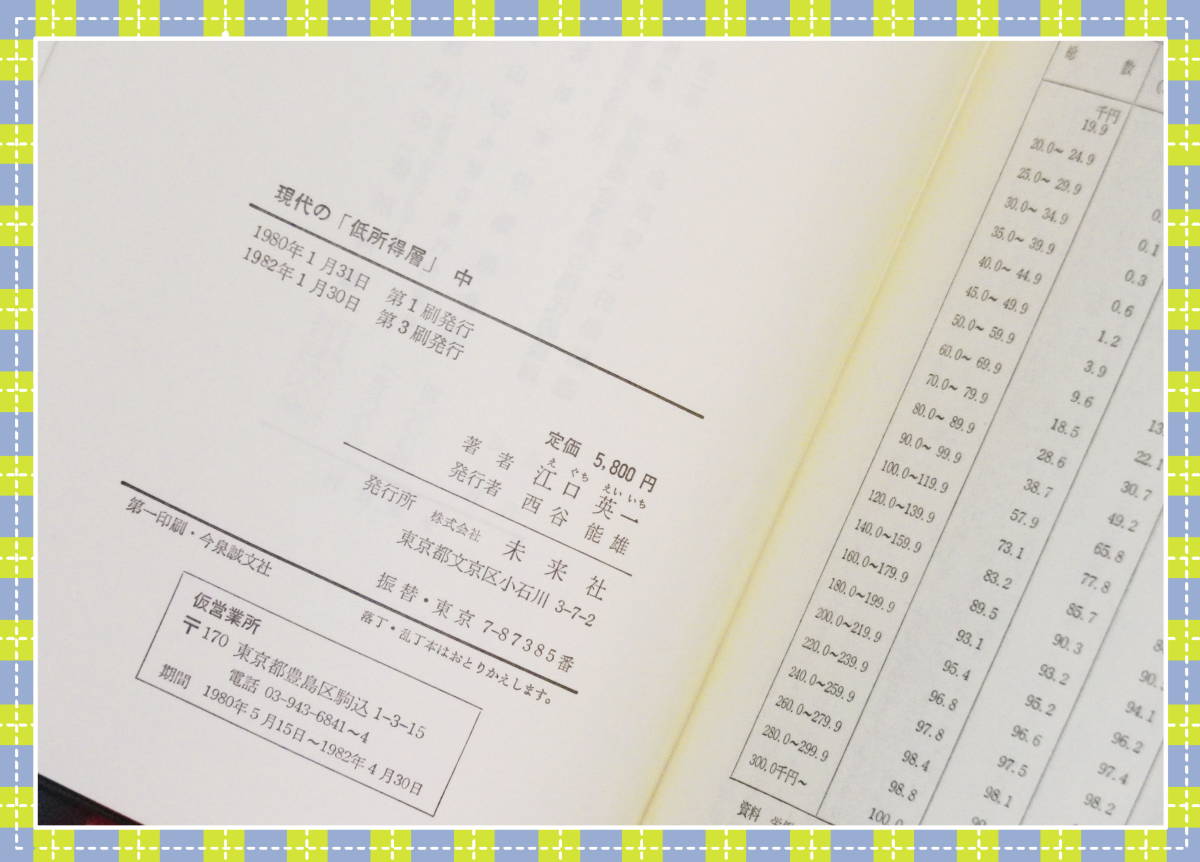 現代の「低所得層」 中
1980年1月31日 第1刷発行
1982年1月30日 第3刷発行
定価 5,800円
えぐち えいいち
著者 江口英一
発行者 西谷能雄
発行所 株式会社 未来社
東京都文京区小石川 3-7-2
振替・東京 7-87385番
落丁・乱丁本はおとりかえします。
第一印刷・今泉誠文社
仮営業所
〒170 東京都豊島区駒込 1-3-15
電話 03-943-6841~4
期間 1980年5月15日~1982年4月30日
総数
千円
19.9
20.0~ 24.9
25.0~ 29.9
30.0~ 34.9 0.1
35.0~ 39.9 0.3
40.0~ 44.9 0.6
45.0~ 49.9 1.2
50.0~ 59.9 3.9
60.0~ 69.9 9.6
70.0~ 79.9 18.5 22.1
80.0~ 89.9 28.6 30.7
90.0~ 99.9 38.7 49.2
100.0~119.9 57.9 65.8
120.0~139.9 73.1 77.8
140.0~159.9 83.2 85.7
160.0~179.9 89.5 90.3
180.0~199.9 93.1 93.2 94.1
200.0~219.9 95.4 95.2 96.2
220.0~239.9 96.8 96.6 97.4
240.0~259.9 97.8 97.5 98.2
260.0~279.9 98.4 98.1
280.0~299.9 98.8
300.0千円~ 100.0
資料